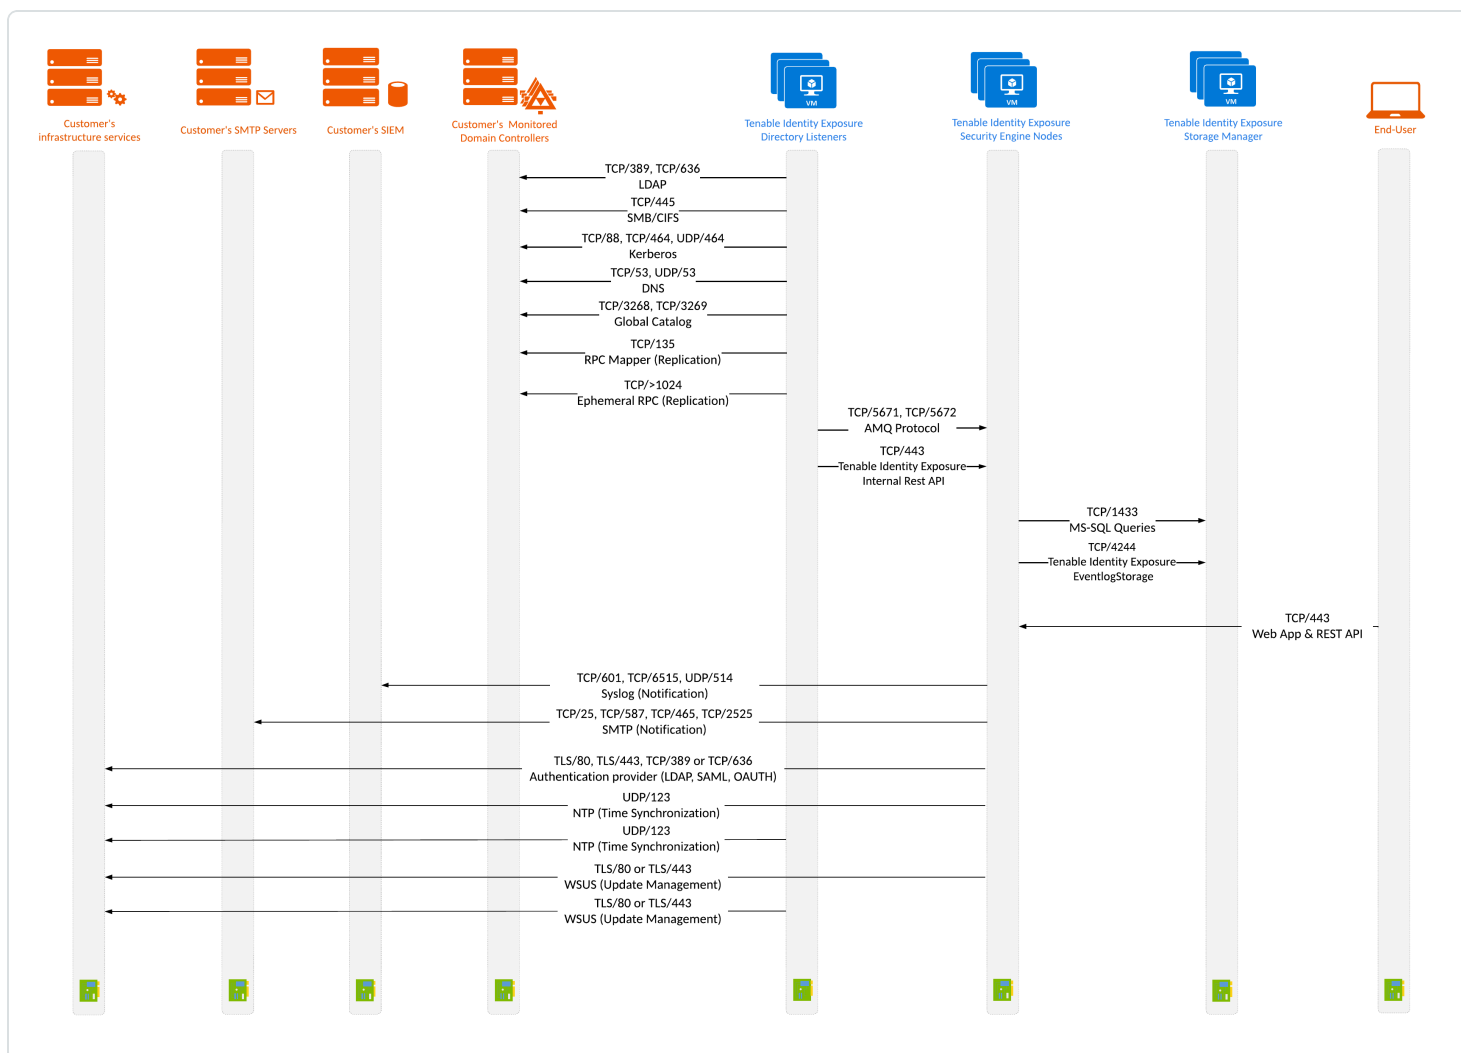 Customer's
infrastructure services
Customer's SMTP Servers
Customer's SIEM
Customer's Monitored
Domain Controllers
VM
Tenable Identity Exposure
Directory Listeners
VM
Tenable Identity Exposure
Security Engine Nodes
VM
Tenable Identity Exposure
Storage Manager
End-User
TCP/389, TCP/636
LDAP
TCP/445
SMB/CIFS
TCP/88, TCP/464, UDP/464
Kerberos
TCP/53, UDP/53
DNS
TCP/3268, TCP/3269
Global Catalog
TCP/135
RPC Mapper (Replication)
TCP/>1024
Ephemeral RPC (Replication)
TCP/5671, TCP/5672
AMQ Protocol
TCP/443
Tenable Identity Exposure
Internal Rest API
TCP/1433
MS-SQL Queries
TCP/4244
Tenable Identity Exposure
EventlogStorage
TCP/443
Web App & REST API
TCP/601, TCP/6515, UDP/514
Syslog (Notification)
TCP/25, TCP/587, TCP/465, TCP/2525
SMTP (Notification)
TLS/80, TLS/443, TCP/389 or TCP/636
Authentication provider (LDAP, SAML, OAUTH)
UDP/123
NTP (Time Synchronization)
UDP/123
NTP (Time Synchronization)
TLS/80 or TLS/443
WSUS (Update Management)
TLS/80 or TLS/443
WSUS (Update Management)